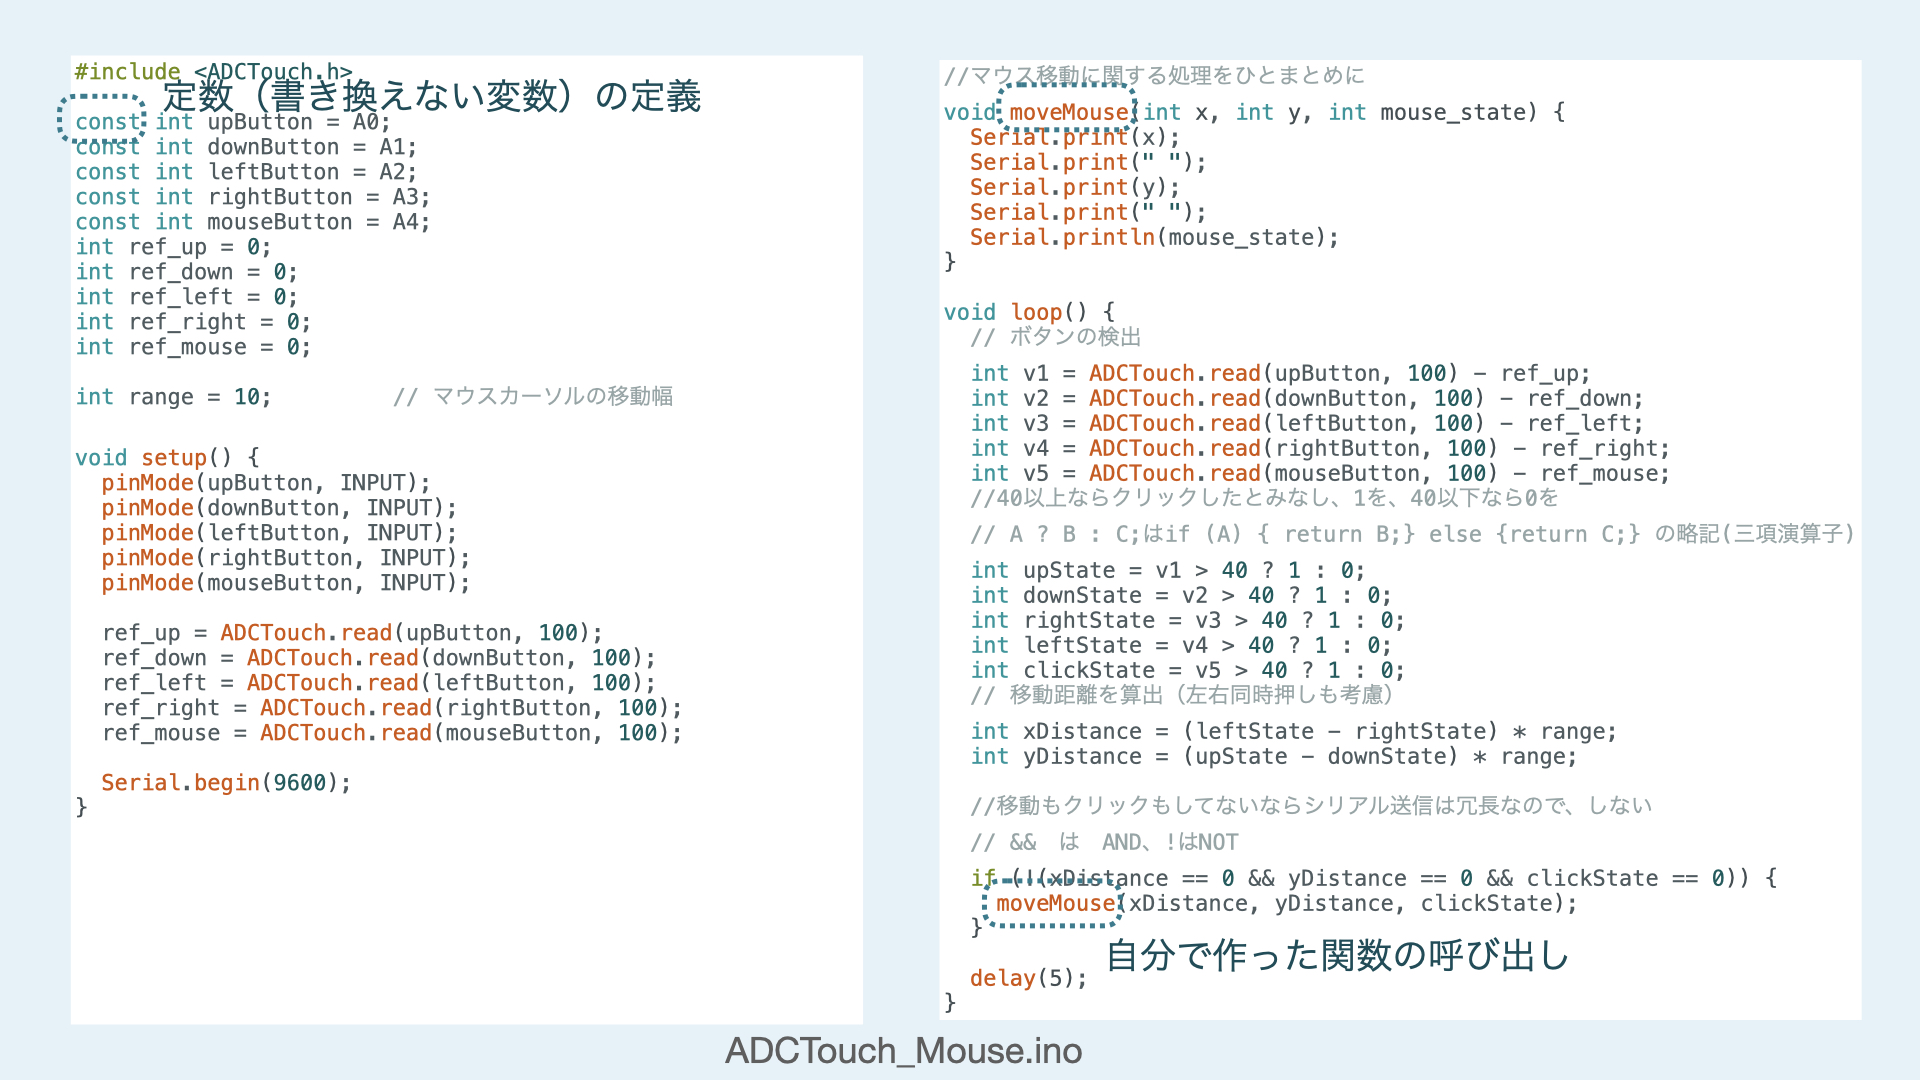 #include <ADCTouch.h>
定数（書き換えない変数）の定義
const int upButton = A0;
const int downButton = A1;
const int leftButton = A2;
const int rightButton = A3;
const int mouseButton = A4;
int ref_up = 0;
int ref_down = 0;
int ref_left = 0;
int ref_right = 0;
int ref_mouse = 0;
int range = 10; // マウスカーソルの移動幅
void setup() {
pinMode(upButton, INPUT);
pinMode(downButton, INPUT);
pinMode(leftButton, INPUT);
pinMode(rightButton, INPUT);
pinMode(mouseButton, INPUT);
ref_up = ADCTouch.read(upButton, 100);
ref_down = ADCTouch.read(downButton, 100);
ref_left = ADCTouch.read(leftButton, 100);
ref_right = ADCTouch.read(rightButton, 100);
ref_mouse = ADCTouch.read(mouseButton, 100);
Serial.begin(9600);
}
//マウス移動に関する処理をひとまとめに
void moveMouse(int x, int y, int mouse_state) {
Serial.print(x);
Serial.print(" ");
Serial.print(y);
Serial.print(" ");
Serial.println(mouse_state);
}
void loop() {
// ボタンの検出
int v1 = ADCTouch.read(upButton, 100) - ref_up;
int v2 = ADCTouch.read(downButton, 100) - ref_down;
int v3 = ADCTouch.read(leftButton, 100) - ref_left;
int v4 = ADCTouch.read(rightButton, 100) - ref_right;
int v5 = ADCTouch.read(mouseButton, 100) - ref_mouse;
//40以上ならクリックしたとみなし、1を、40以下なら0を
// A ? B : C;はif (A) { return B;} else {return C;} の略記(三項演算子)
int upState = v1 > 40 ? 1 : 0;
int downState = v2 > 40 ? 1 : 0;
int rightState = v3 > 40 ? 1 : 0;
int leftState = v4 > 40 ? 1 : 0;
int clickState = v5 > 40 ? 1 : 0;
// 移動距離を算出（左右同時押しも考慮）
int xDistance = (leftState - rightState) * range;
int yDistance = (upState - downState) * range;
//移動もクリックもしてないならシリアル送信は冗長なので、しない
// && は AND、!はNOT
if (!(xDistance == 0 && yDistance == 0 && clickState == 0)) {
moveMouse(xDistance, yDistance, clickState);
}
自分で作った関数の呼び出し
delay(5);
}
ADCTouch_Mouse.ino